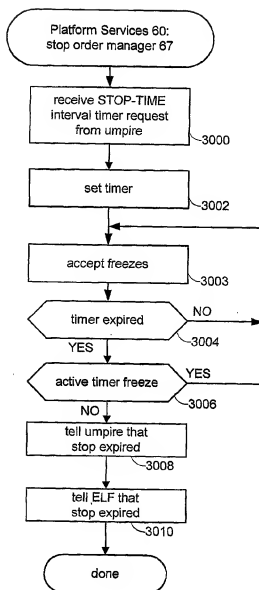 Platform Services 60:
stop order manager 67
receive STOP-TIME
interval timer request
from umpire
3000
set timer
3002
accept freezes
3003
timer expired
NO
3004
YES
active timer freeze
YES
3006
NO
tell umpire that
stop expired
3008
tell ELF that
stop expired
3010
done